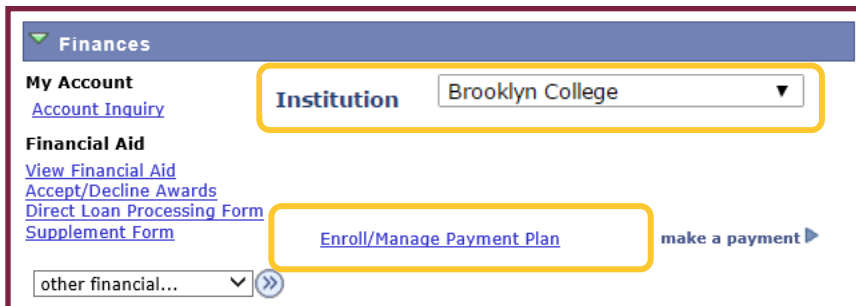 Finances
My Account
Account Inquiry
Institution Brooklyn College
Financial Aid
View Financial Aid
Accept/Decline Awards
Direct Loan Processing Form
Supplement Form
Enroll/Manage Payment Plan make a payment
other financial...